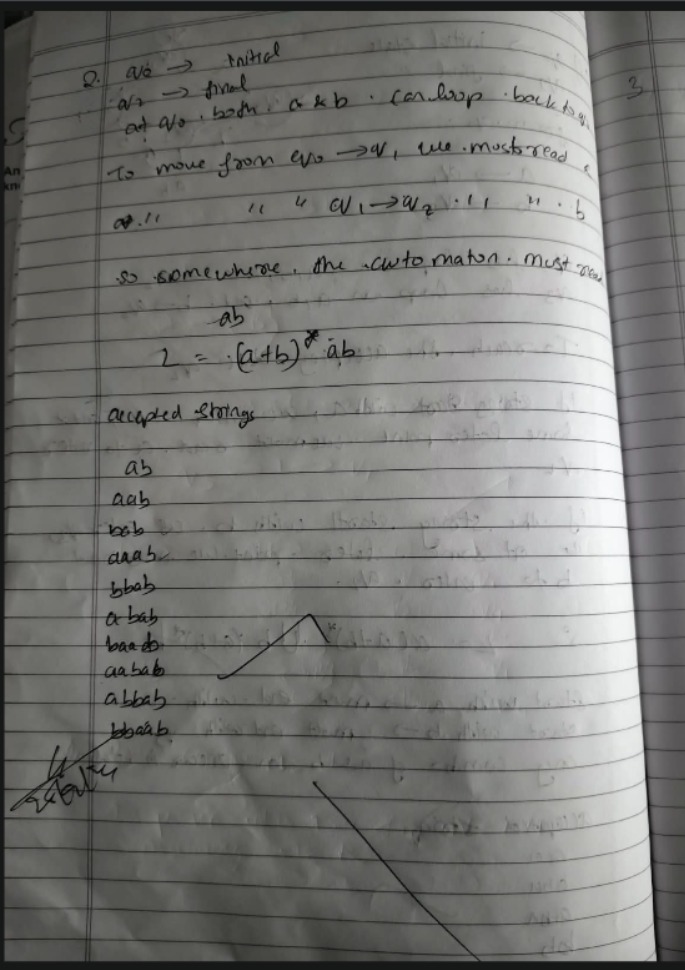 2. q0 → initial
q2 → final
at q0 both a & b can loop back to q
To move from q0 → q1 we must read
" " q1 → q2 " " b
so somewhere, the automaton must read
ab
L = (a+b)* ab
accepted strings
ab
aab
bab
aaab
bbab
abab
baab
aabab
abbab
bbaab
3
An
kn